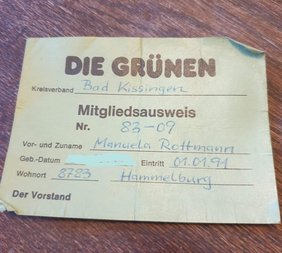 DIE GRÜNEN
Kreisverband Bad Kissingen
Mitgliedsausweis
Nr. 83-09
Vor- und Zuname Manuela Rottmann
Geb.-Datum Eintritt 01.01.91
Wohnort 8783 Hammelburg
Der Vorstand